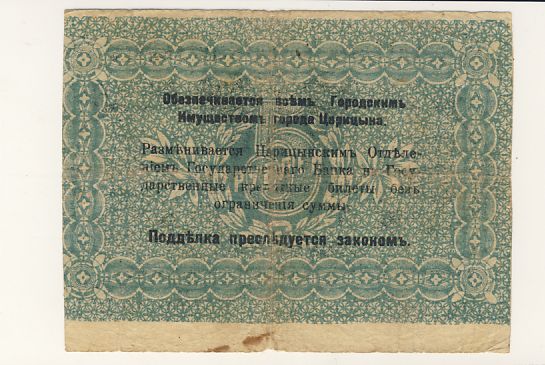 Обезпечивается всѣмъ Городскимъ
Имуществомъ города Царицына.
Размѣнивается Царицынскимъ Отдѣле-
ніемъ Государственнаго Банка на Госу-
дарственные кредитные билеты безъ
ограниченія суммы.
Поддѣлка преслѣдуется закономъ.